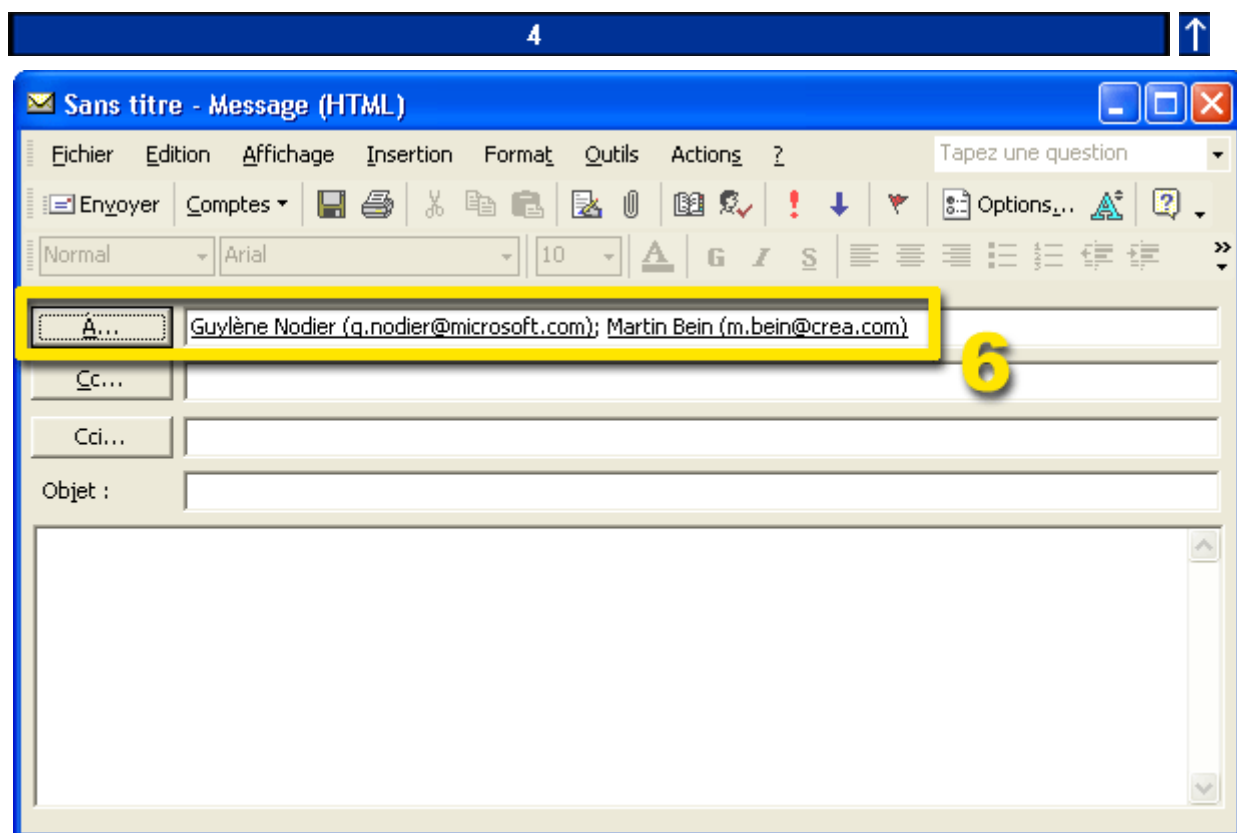 4
Sans titre - Message (HTML)
Fichier Edition Affichage Insertion Format Outils Actions ? Tapez une question
Envoyer Comptes Options...
Normal Arial 10 A G I S
À... Guylène Nodier (g.nodier@microsoft.com); Martin Bein (m.bein@crea.com)
6
Cc...
Cci...
Objet :